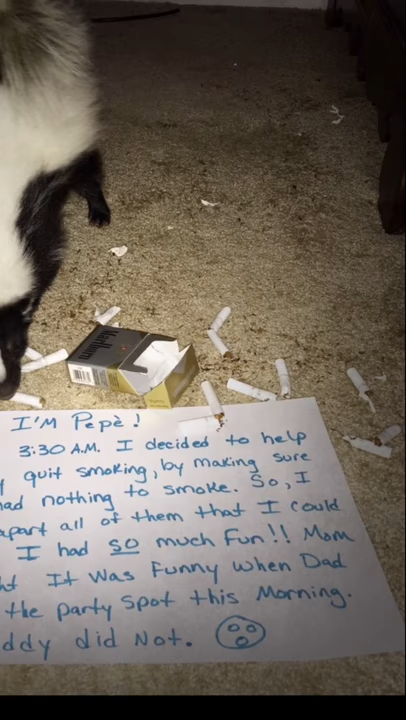 Marlboro
I'm Pepè!
3:30 A.M. I decided to help
quit smoking, by making sure
had nothing to smoke. So, I
apart all of them that I could
I had so much Fun!! Mom
It was Funny when Dad
the party spot this Morning.
ddy did Not.